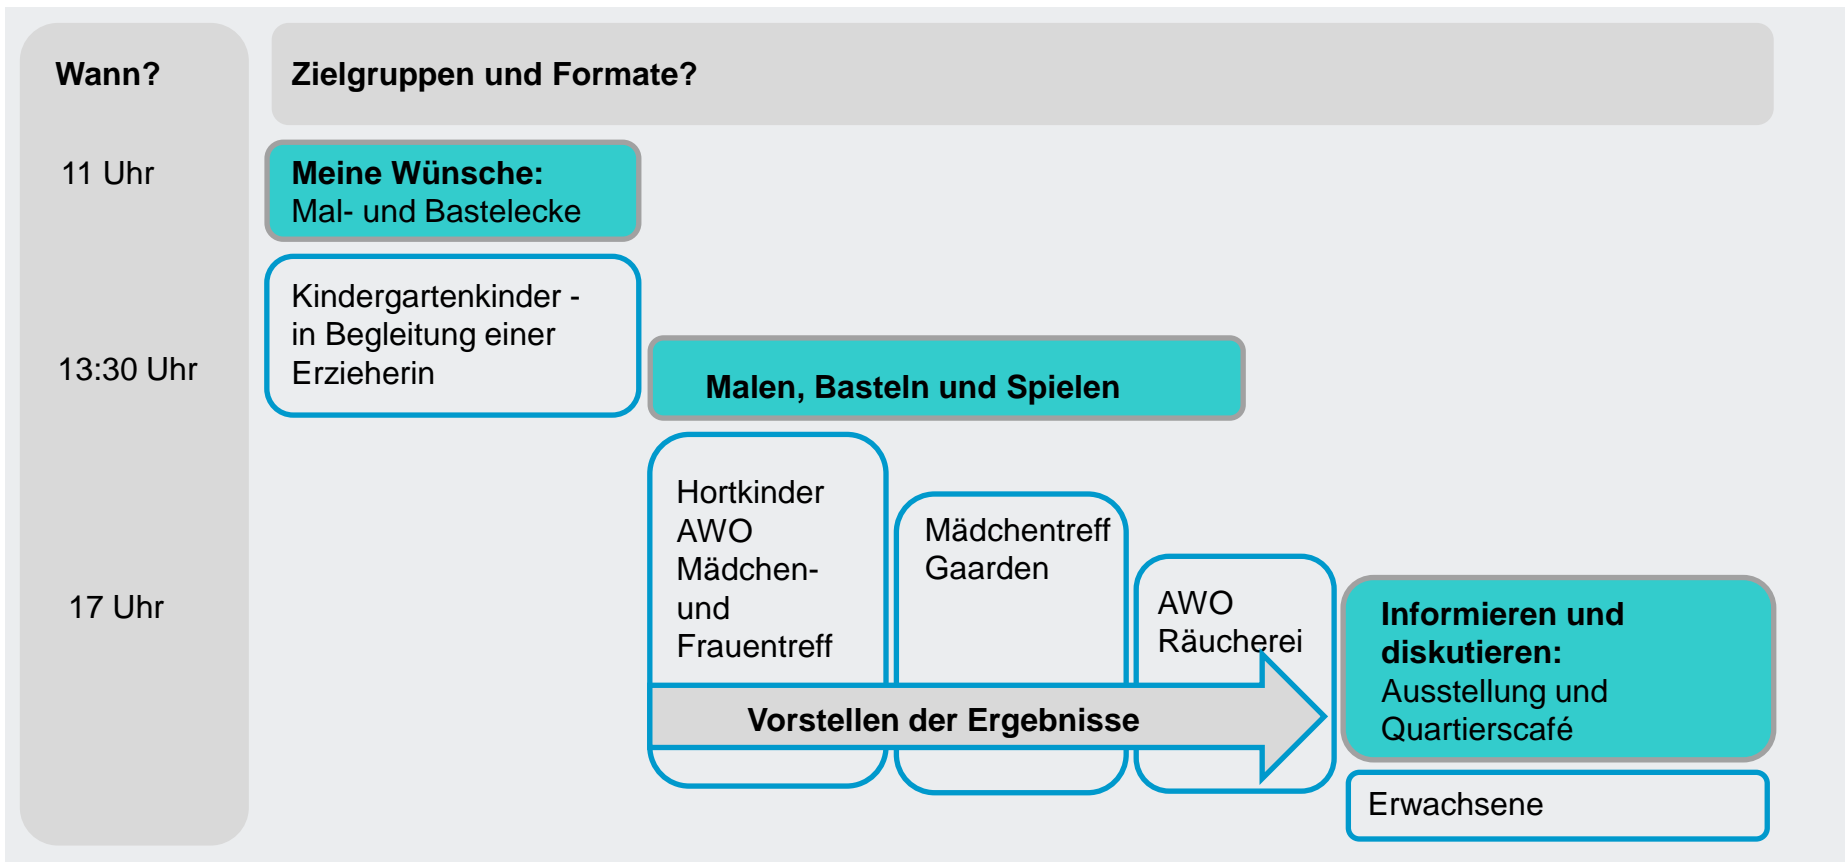 Wann?
Zielgruppen und Formate?
11 Uhr
Meine Wünsche:
Mal- und Bastelecke
Kindergartenkinder -
in Begleitung einer
Erzieherin
13:30 Uhr
Malen, Basteln und Spielen
Hortkinder
AWO
Mädchen-
und
Frauentreff
Mädchentreff
Gaarden
AWO
Räucherei
17 Uhr
Informieren und
diskutieren:
Ausstellung und
Quartierscafé
Vorstellen der Ergebnisse
Erwachsene